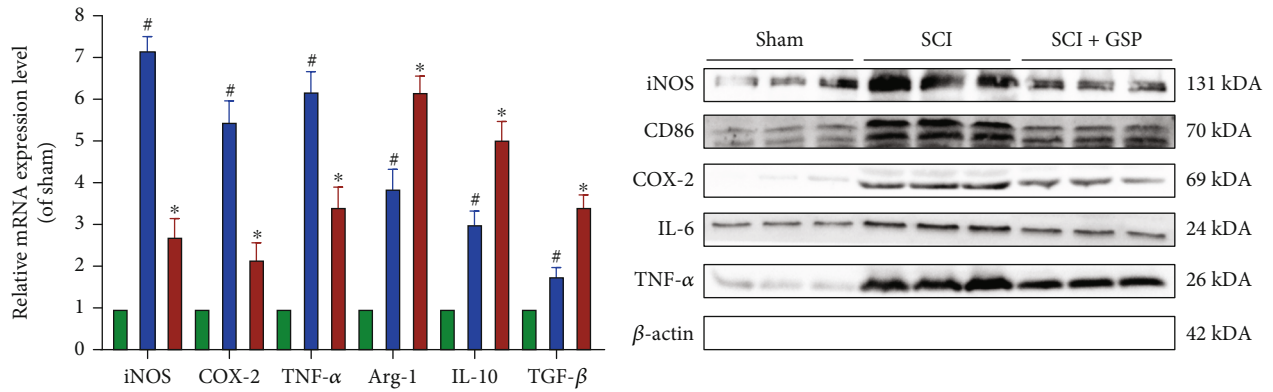 Relative mRNA expression level
(of sham)
8
7
6
5
4
3
2
1
0
# * # * # * # * # * # *
iNOS COX-2 TNF-α Arg-1 IL-10 TGF-β
Sham SCI SCI + GSP
iNOS 131 kDA
CD86 70 kDA
COX-2 69 kDA
IL-6 24 kDA
TNF-α 26 kDA
β-actin 42 kDA